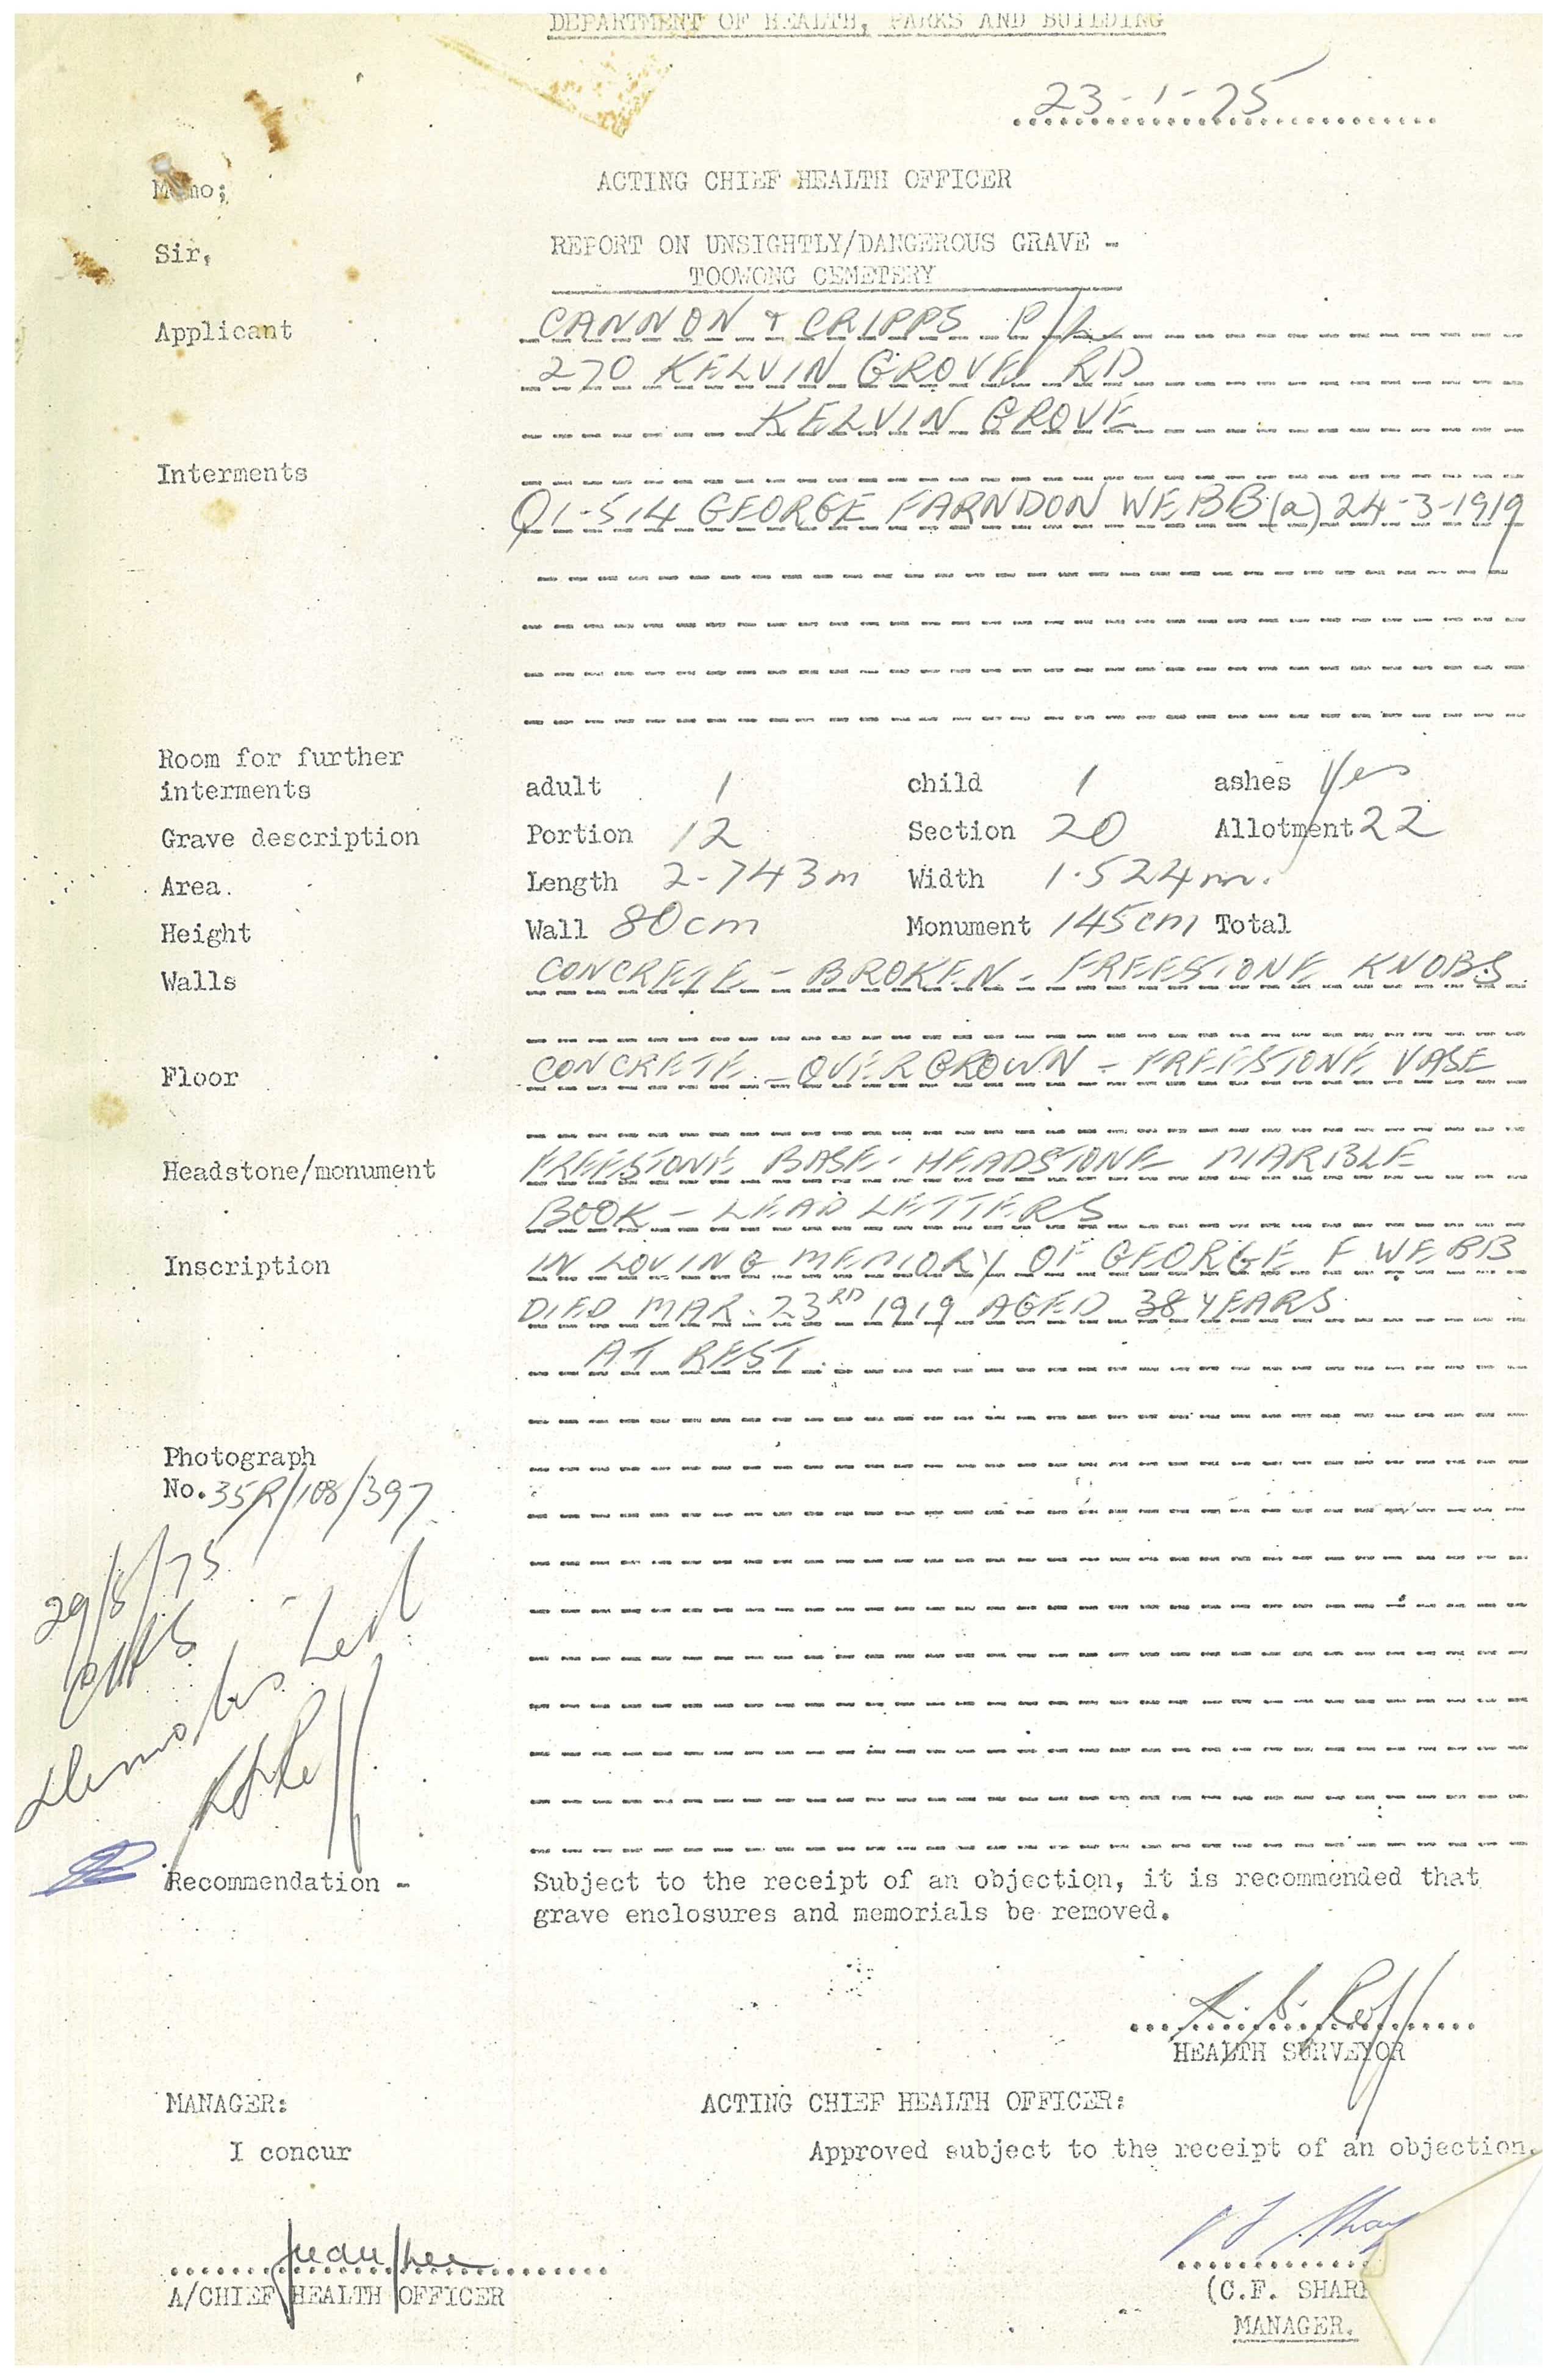 DEPARTMENT OF HEALTH, PARKS AND BUILDING
23-1-75
Memo; ACTING CHIEF HEALTH OFFICER
Sir, REPORT ON UNSIGHTLY/DANGEROUS GRAVE -
TOOWONG CEMETERY
Applicant CANNON & CRIPPS P/L
270 KELVIN GROVE RD
KELVIN GROVE
Interments
Q1-514 GEORGE FARNDON WEBB (a) 24-3-1919
Room for further
interments adult 1 child 1 ashes Yes
Grave description Portion 12 Section 20 Allotment 22
Area. Length 2-743m Width 1.524m.
Height Wall 80cm Monument 145cm Total
Walls CONCRETE - BROKEN - FREESTONE KNOBS
Floor CONCRETE - OVERGROWN - FREESTONE VASE
Headstone/monument FREESTONE BASE - HEADSTONE MARBLE
BOOK - LEAD LETTERS
Inscription IN LOVING MEMORY OF GEORGE F WEBB
DIED MAR. 23RD 1919 AGED 38 YEARS.
AT REST.
Photograph
No. 35R/108/397
29/8/75
Recommendation - Subject to the receipt of an objection, it is recommended that
grave enclosures and memorials be removed.
HEALTH SURVEYOR
MANAGER: ACTING CHIEF HEALTH OFFICER:
I concur Approved subject to the receipt of an objection.
A/CHIEF HEALTH OFFICER (C.F. SHAR
MANAGER.